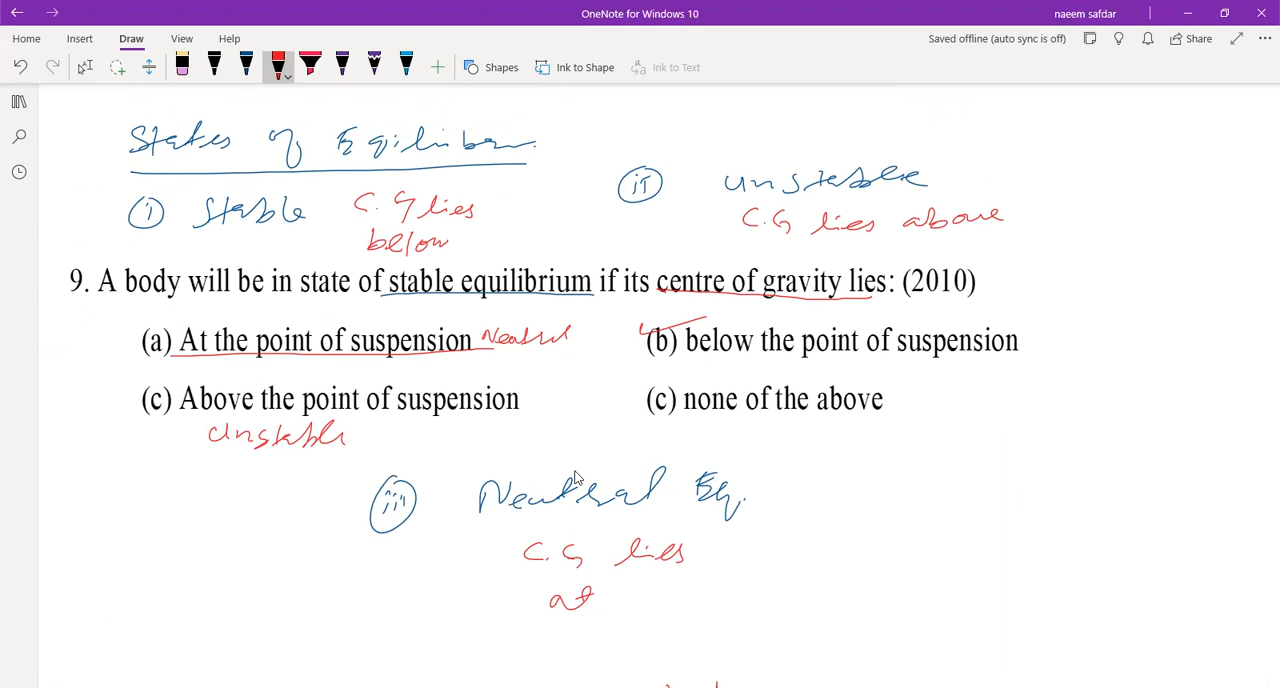 OneNote for Windows 10
naeem safdar
Home Insert Draw View Help
Saved offline (auto sync is off)
Share
Shapes
Ink to Shape
Ink to Text
States of Equilibrium.
(i) Stable C.G lies below
(ii) unstable
C.G lies above
9. A body will be in state of stable equilibrium if its centre of gravity lies: (2010)
(a) At the point of suspension Neutral
(b) below the point of suspension
(c) Above the point of suspension
(c) none of the above
Unstable
(iii) Neutral Eq.
C.G lies
at